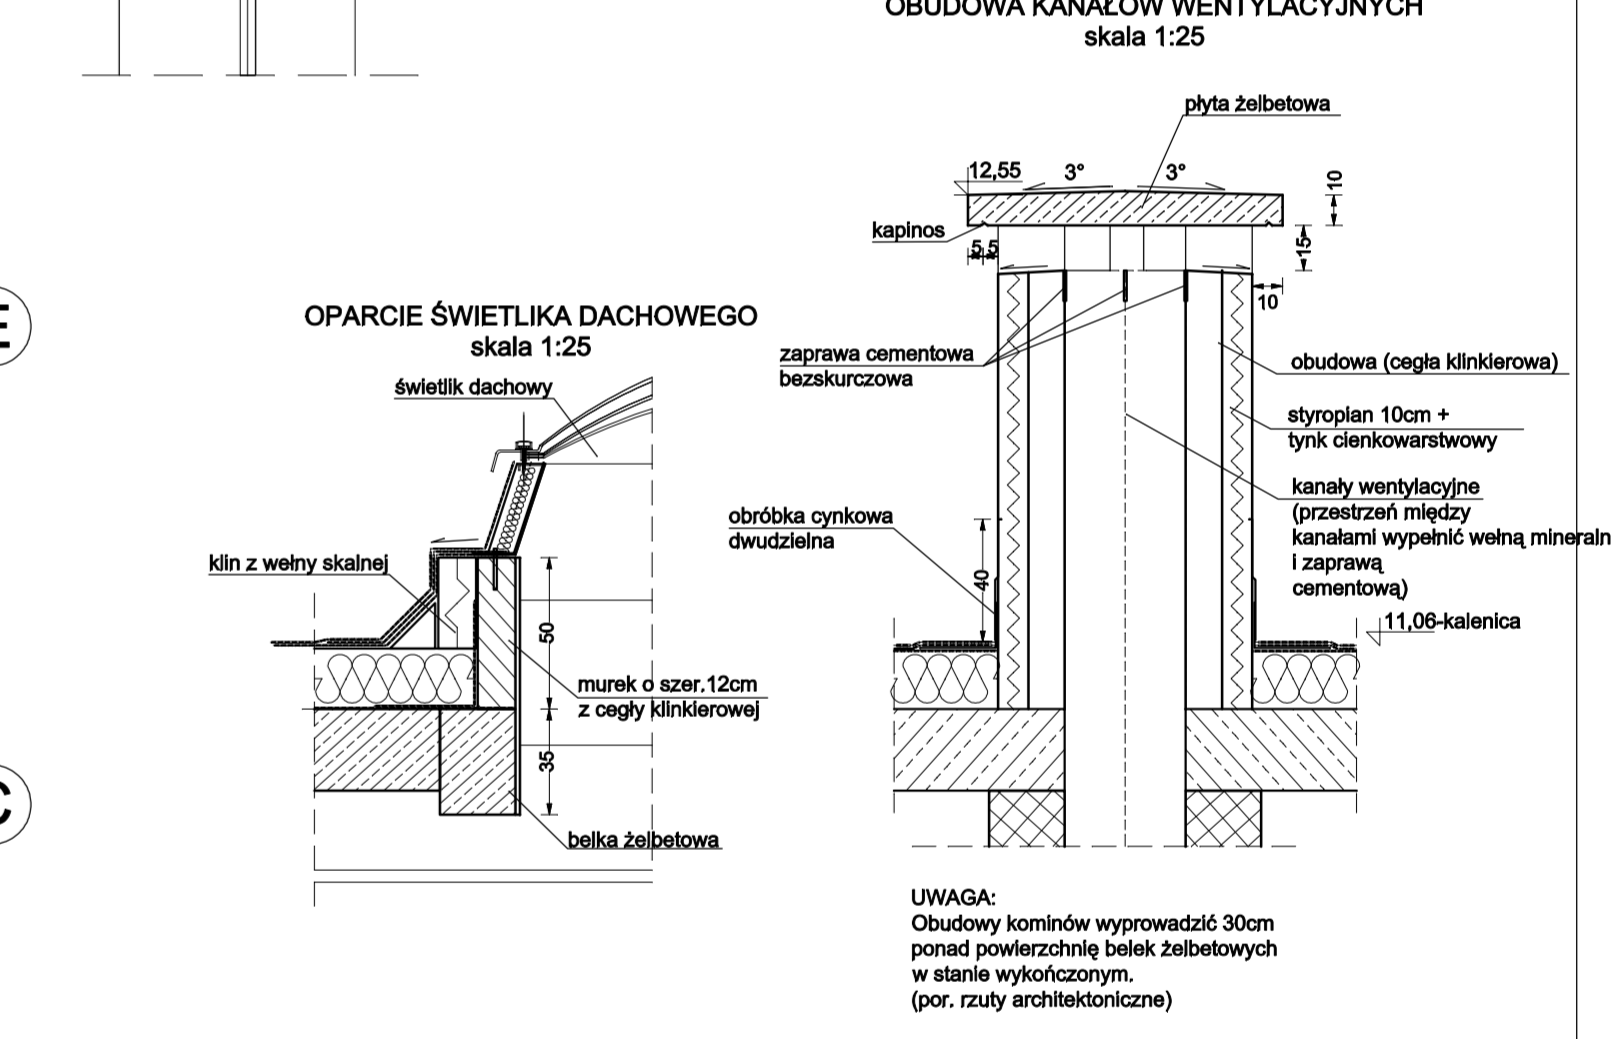 OBUDOWA KANAŁÓW WENTYLACYJNYCH
skala 1:25
płyta żelbetowa
12,55
3°
3°
10
kapinos
5
5
15
10
zaprawa cementowa
bezskurczowa
obudowa (cegła klinkierowa)
styropian 10cm +
tynk cienkowarstwowy
kanały wentylacyjne
(przestrzeń między
kanałami wypełnić wełną mineraln
i zaprawą
cementową)
obróbka cynkowa
dwudzielna
40
11,06-kalenica
UWAGA:
Obudowy kominów wyprowadzić 30cm
ponad powierzchnię belek żelbetowych
w stanie wykończonym.
(por. rzuty architektoniczne)
E
C
OPARCIE ŚWIETLIKA DACHOWEGO
skala 1:25
świetlik dachowy
klin z wełny skalnej
50
murek o szer.12cm
z cegły klinkierowej
35
belka żelbetowa